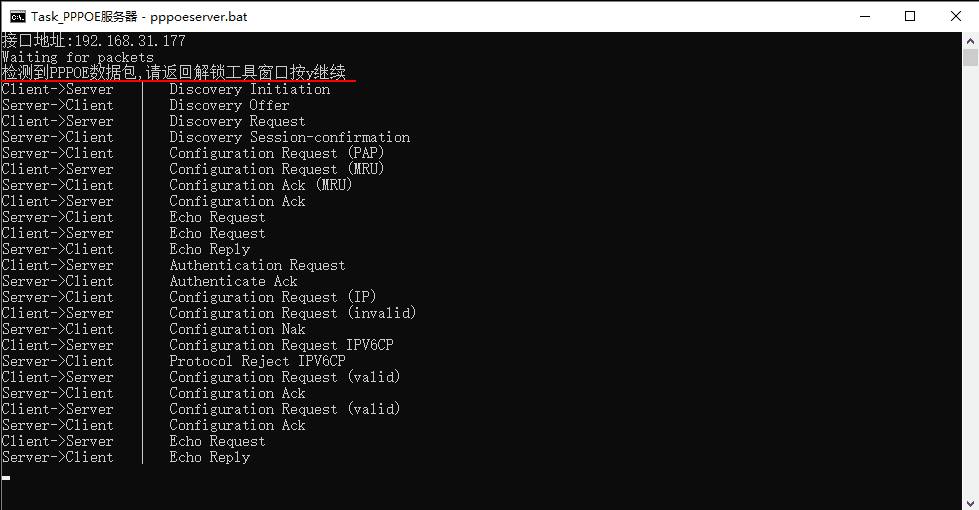 Task_PPPOE服务器 - pppoeserver.bat
接口地址:192.168.31.177
Waiting for packets
检测到PPPOE数据包,请返回解锁工具窗口按y继续
Client->Server | Discovery Initiation
Server->Client | Discovery Offer
Client->Server | Discovery Request
Server->Client | Discovery Session-confirmation
Server->Client | Configuration Request (PAP)
Client->Server | Configuration Request (MRU)
Server->Client | Configuration Ack (MRU)
Client->Server | Configuration Ack
Server->Client | Echo Request
Client->Server | Echo Request
Server->Client | Echo Reply
Client->Server | Authentication Request
Server->Client | Authenticate Ack
Server->Client | Configuration Request (IP)
Client->Server | Configuration Request (invalid)
Server->Client | Configuration Nak
Client->Server | Configuration Request IPV6CP
Server->Client | Protocol Reject IPV6CP
Client->Server | Configuration Request (valid)
Server->Client | Configuration Ack
Client->Server | Configuration Request (valid)
Server->Client | Configuration Ack
Client->Server | Echo Request
Server->Client | Echo Reply